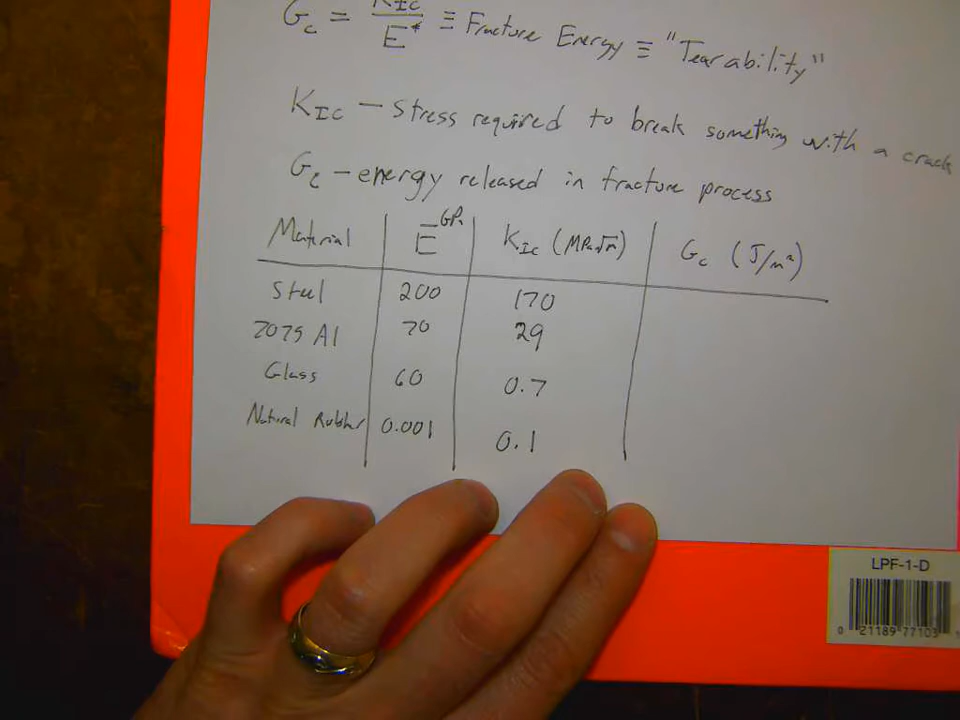 G_c = K_IC / E* ≡ Fracture Energy ≡ "Tearability"
K_IC — Stress required to break something with a crack
G_c — energy released in fracture process
Material E GPa K_IC (MPa√m) G_c (J/m²)
Steel 200 170
7075 Al 70 29
Glass 60 0.7
Natural Rubber 0.001 0.1
LPF-1-D
0 21189 77103